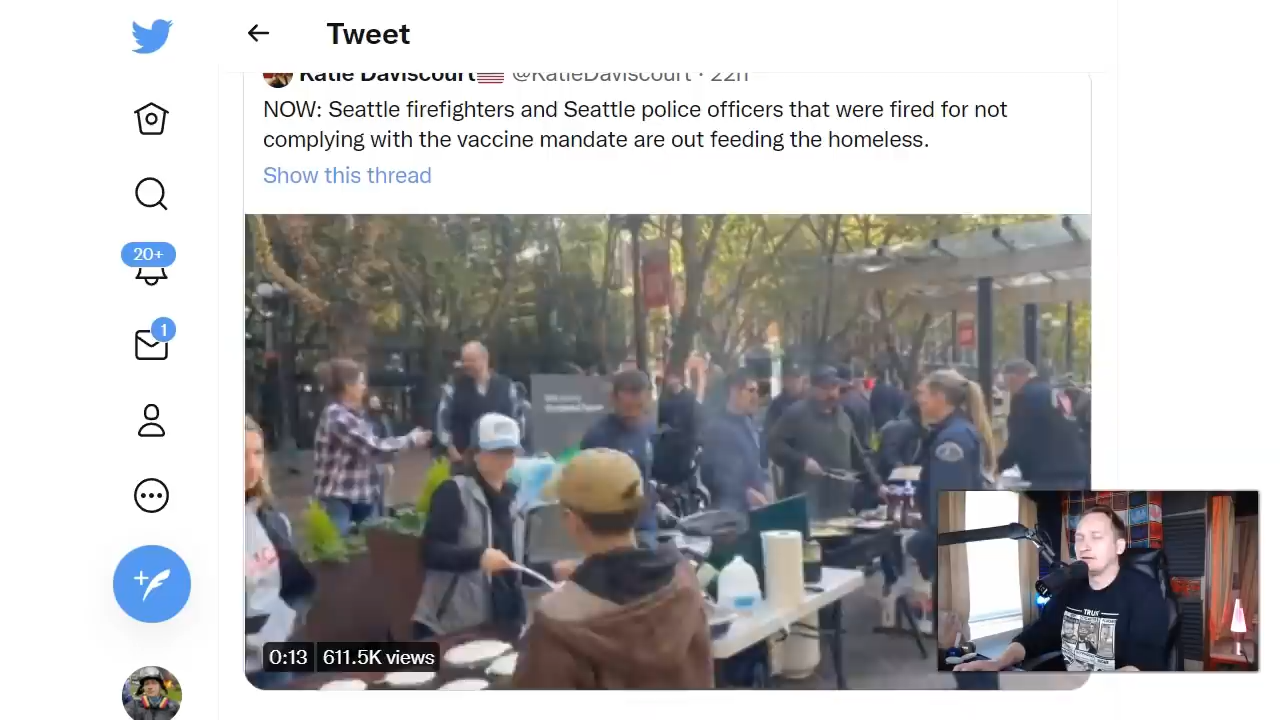 Tweet
Katie Daviscourt @KatieDaviscourt · 22h
NOW: Seattle firefighters and Seattle police officers that were fired for not
complying with the vaccine mandate are out feeding the homeless.
Show this thread
20+
1
0:13 611.5K views